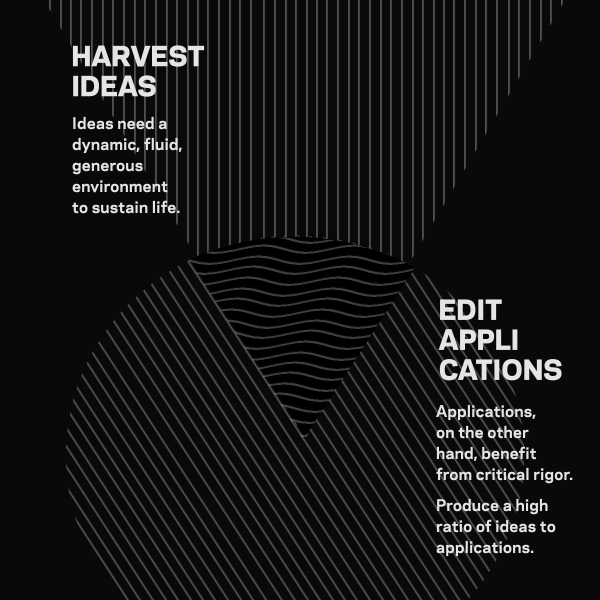 HARVEST
IDEAS
Ideas need a
dynamic, fluid,
generous
environment
to sustain life.
EDIT
APPLI
CATIONS
Applications,
on the other
hand, benefit
from critical rigor.
Produce a high
ratio of ideas to
applications.